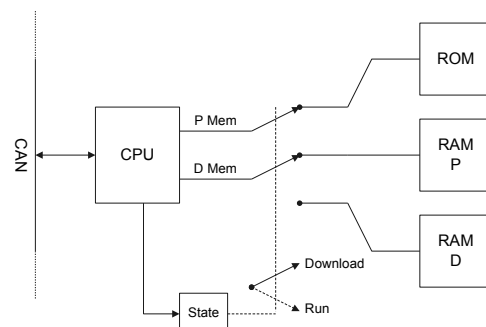 ROM
P Mem
CAN
CPU
RAM
P
D Mem
RAM
D
Download
State
Run